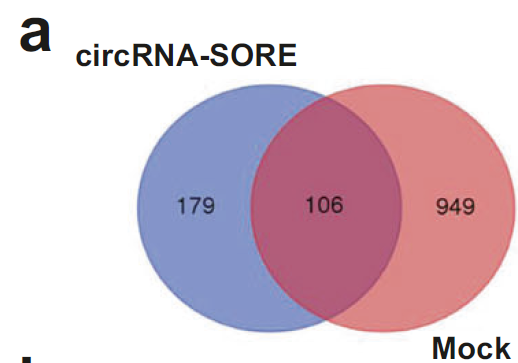 a
circRNA-SORE
179 106 949
Mock